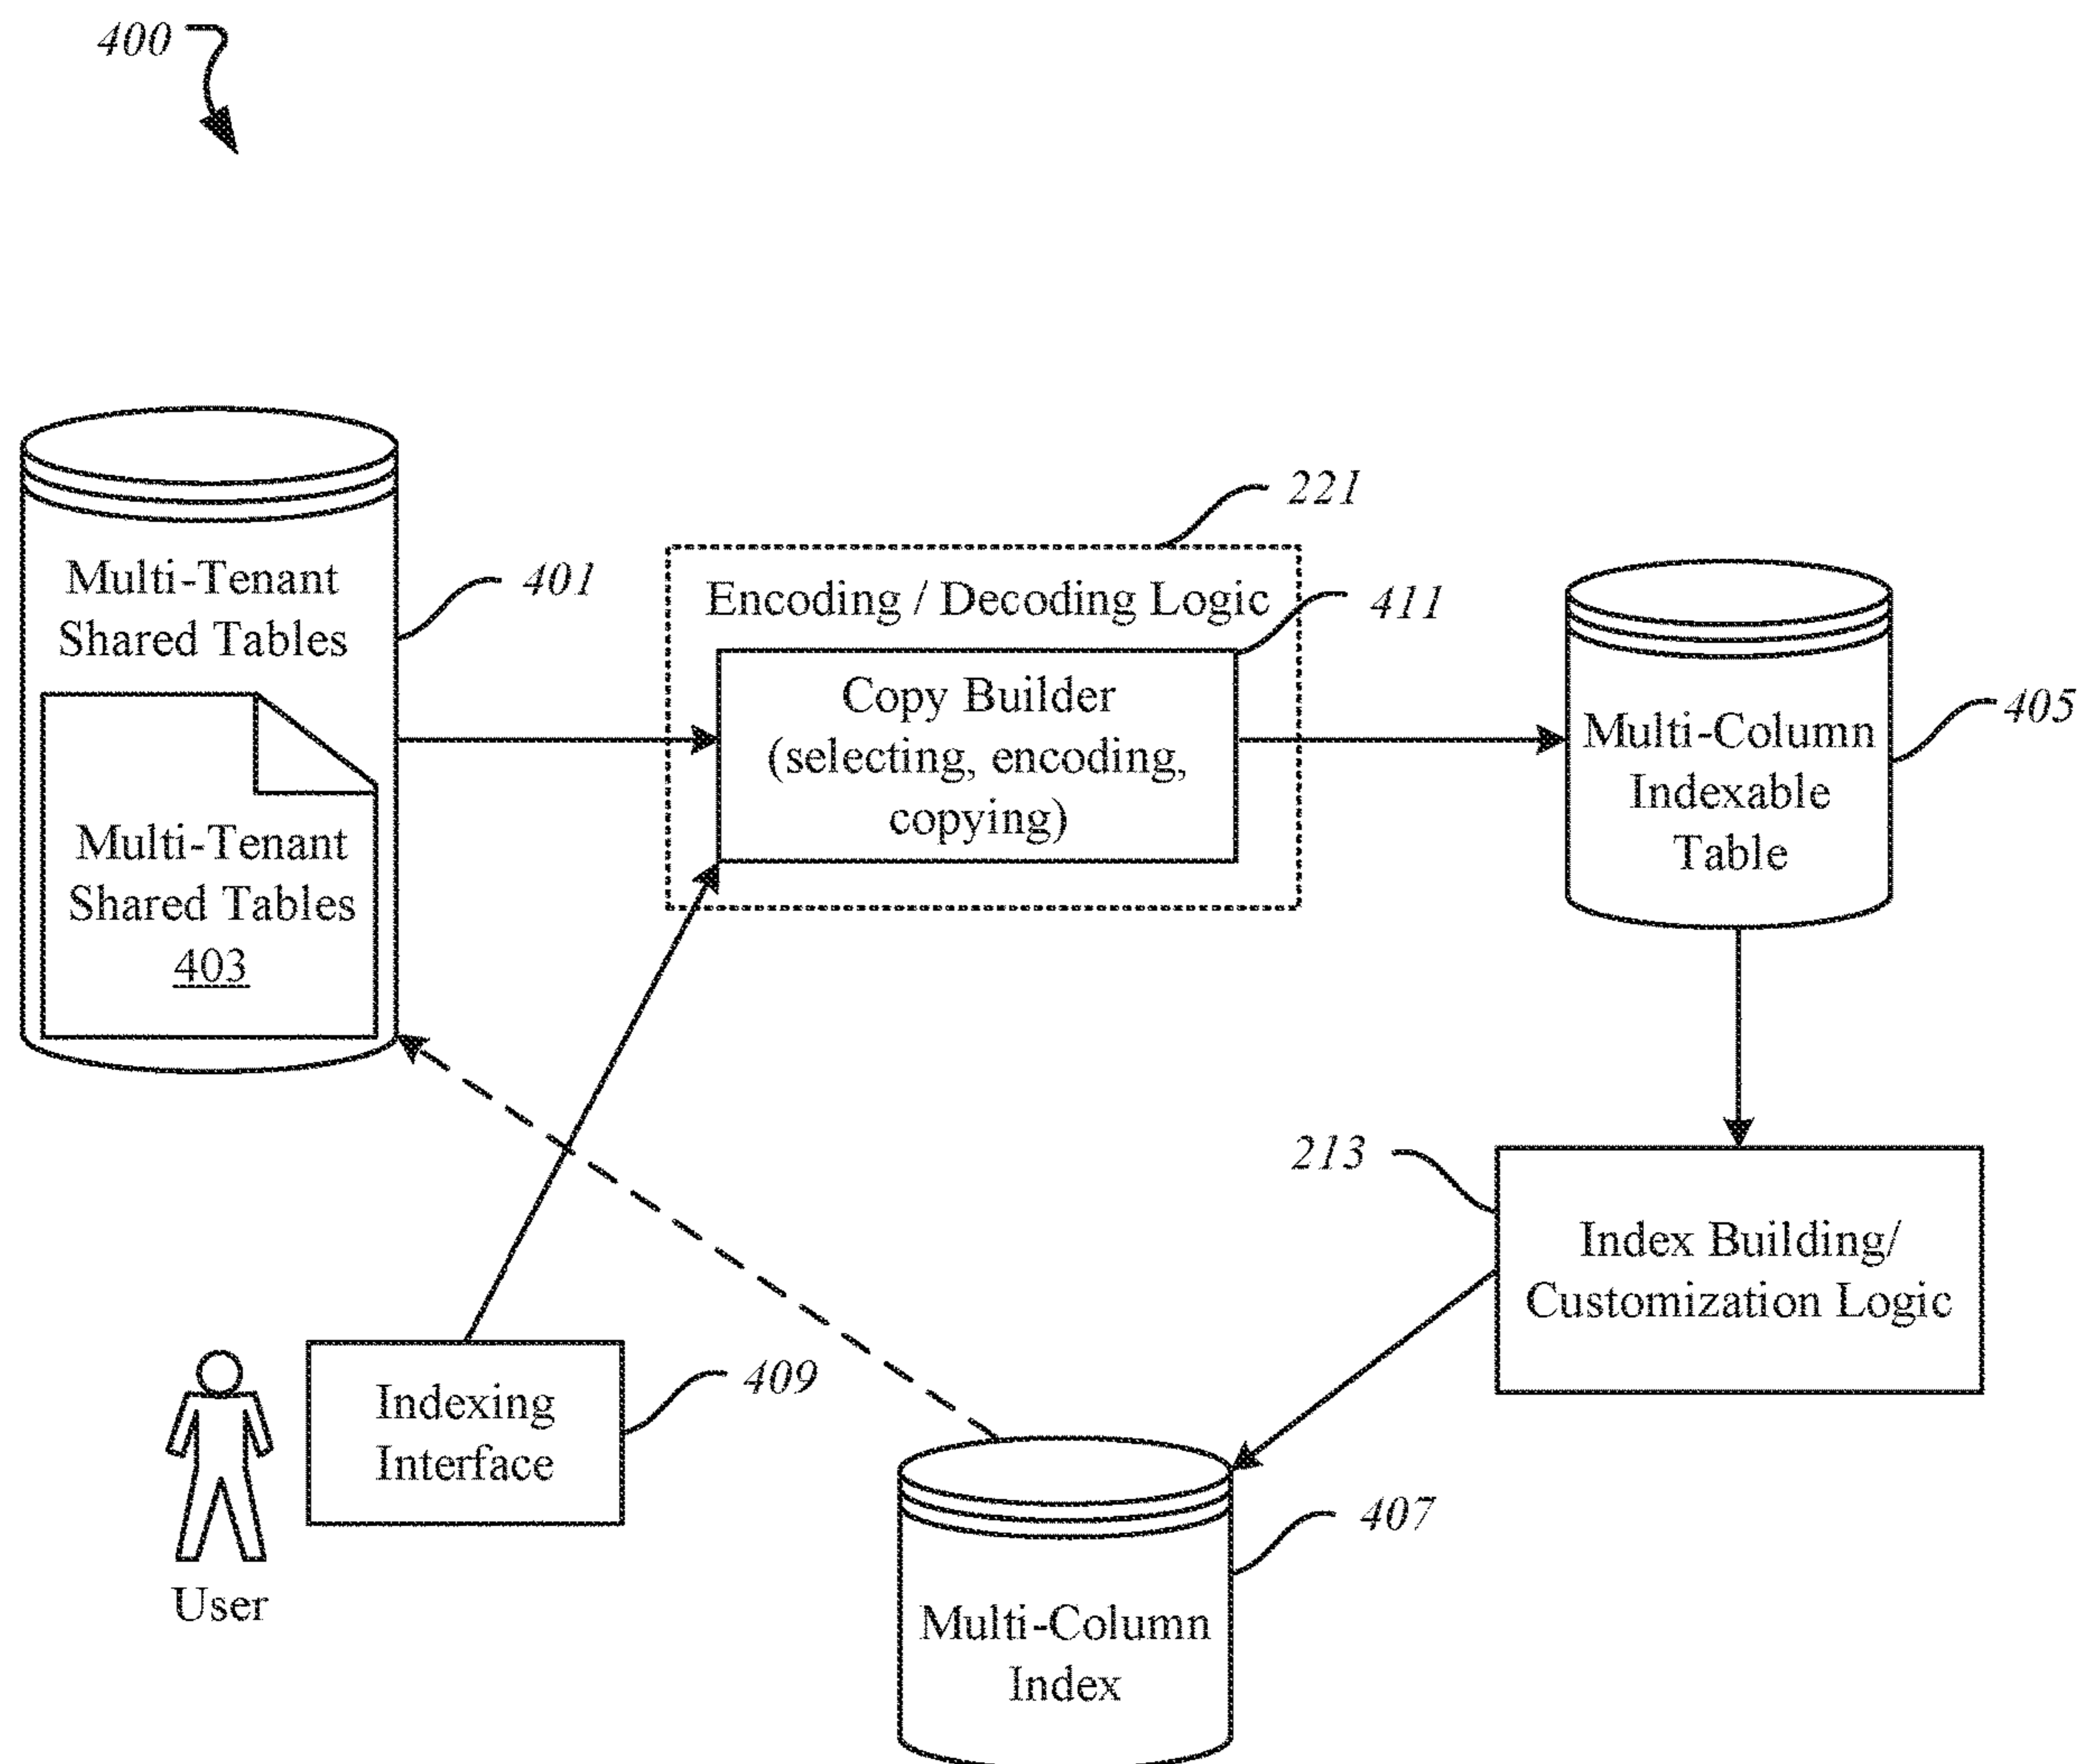 400
221
Multi-Tenant
Shared Tables
401
Encoding / Decoding Logic
411
Copy Builder
(selecting, encoding,
copying)
405
Multi-Column
Indexable
Table
Multi-Tenant
Shared Tables
403
213
Index Building/
Customization Logic
409
Indexing
Interface
User
407
Multi-Column
Index